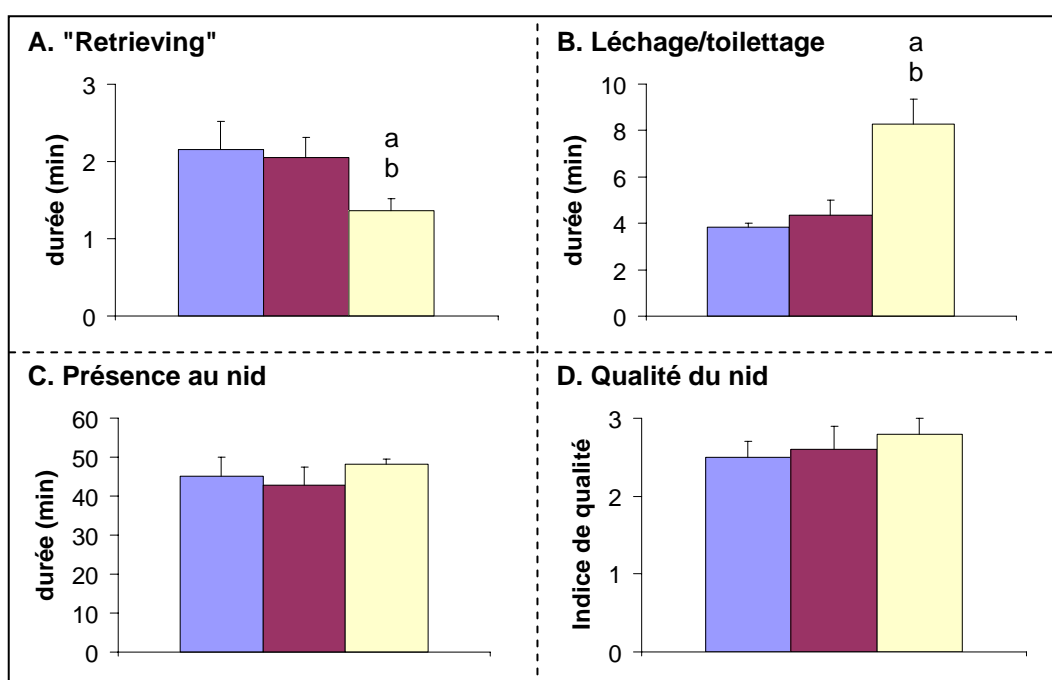 A. "Retrieving"
durée (min)
3
2
1
0
a
b
B. Léchage/toilettage
durée (min)
10
8
6
4
2
0
a
b
C. Présence au nid
durée (min)
60
50
40
30
20
10
0
D. Qualité du nid
Indice de qualité
3
2
1
0